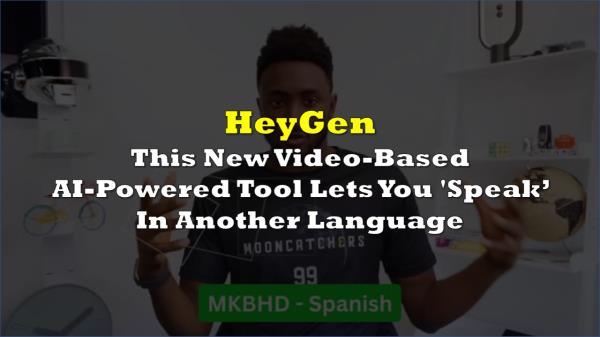 HeyGen
This New Video-Based
AI-Powered Tool Lets You 'Speak’
In Another Language
MOONCATCHERS
99
MKBHD - Spanish